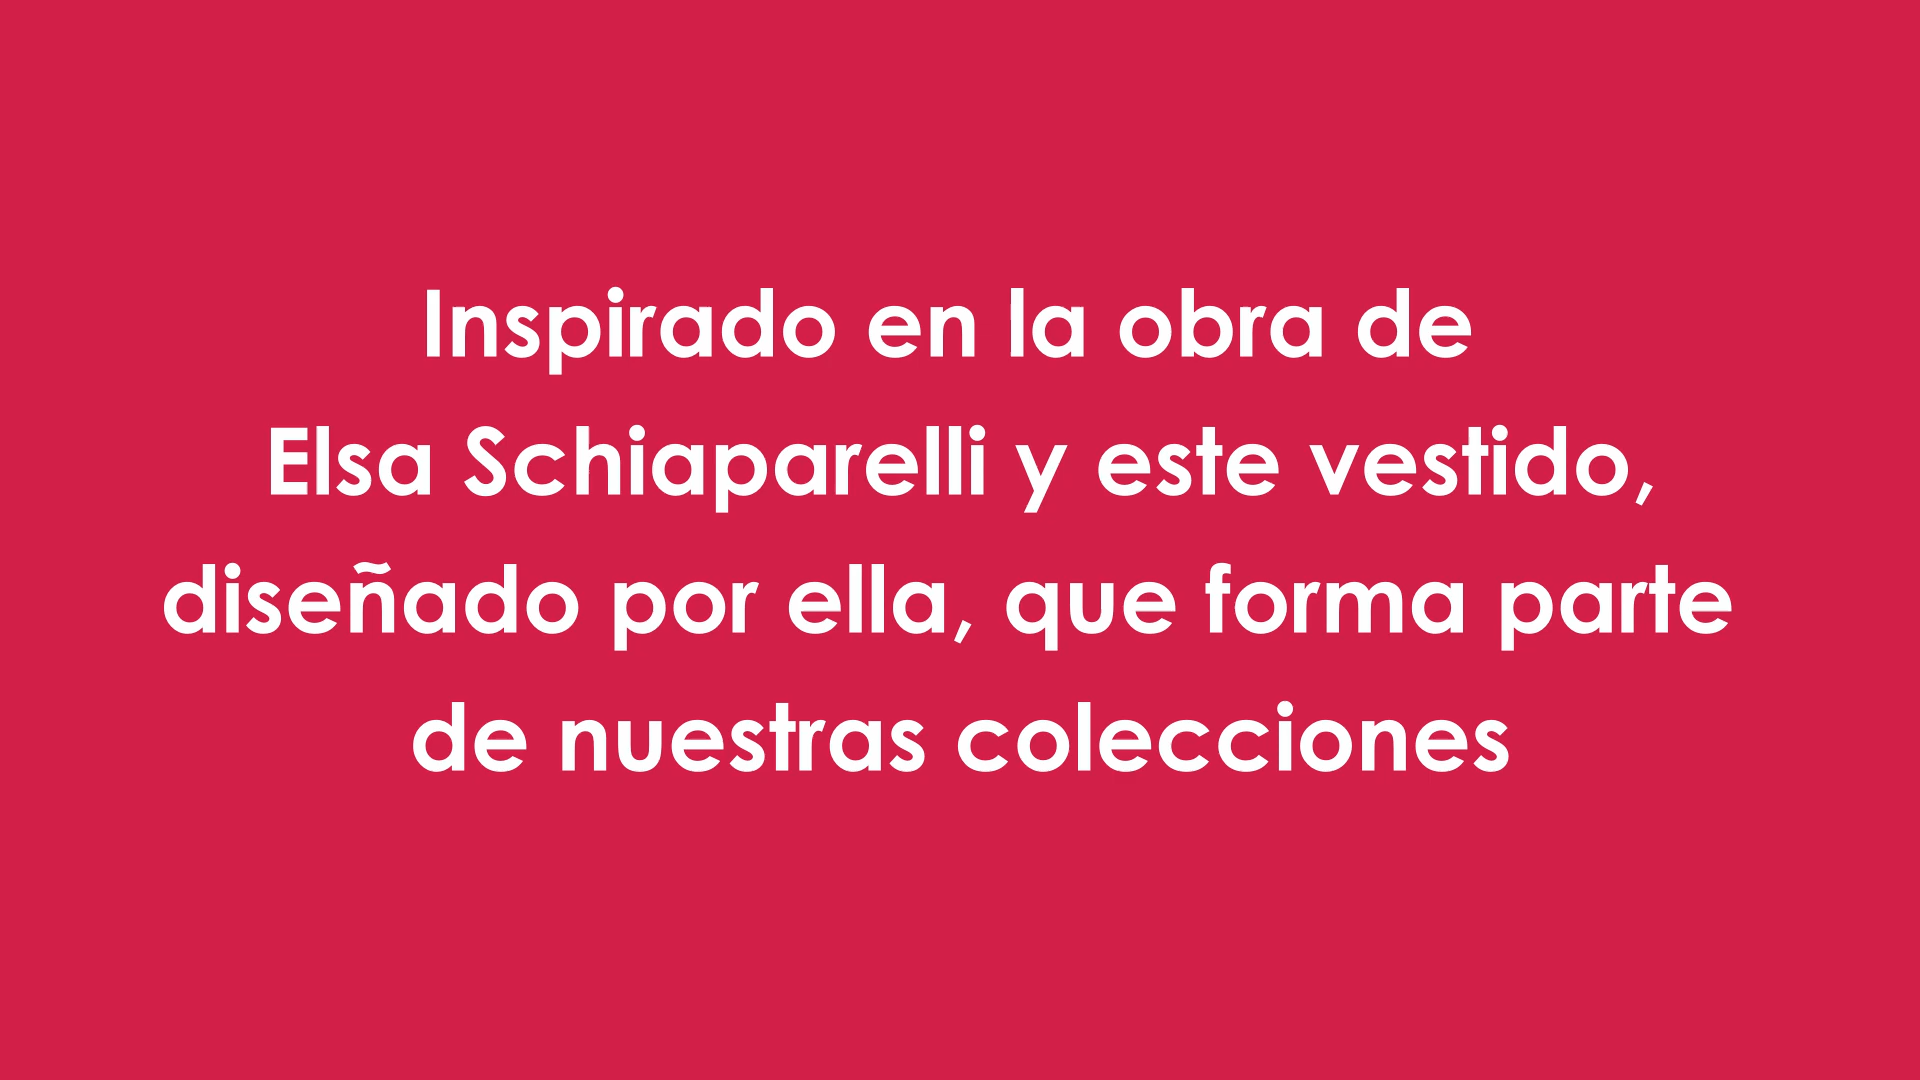 Inspirado en la obra de
Elsa Schiaparelli y este vestido,
diseñado por ella, que forma parte
de nuestras colecciones